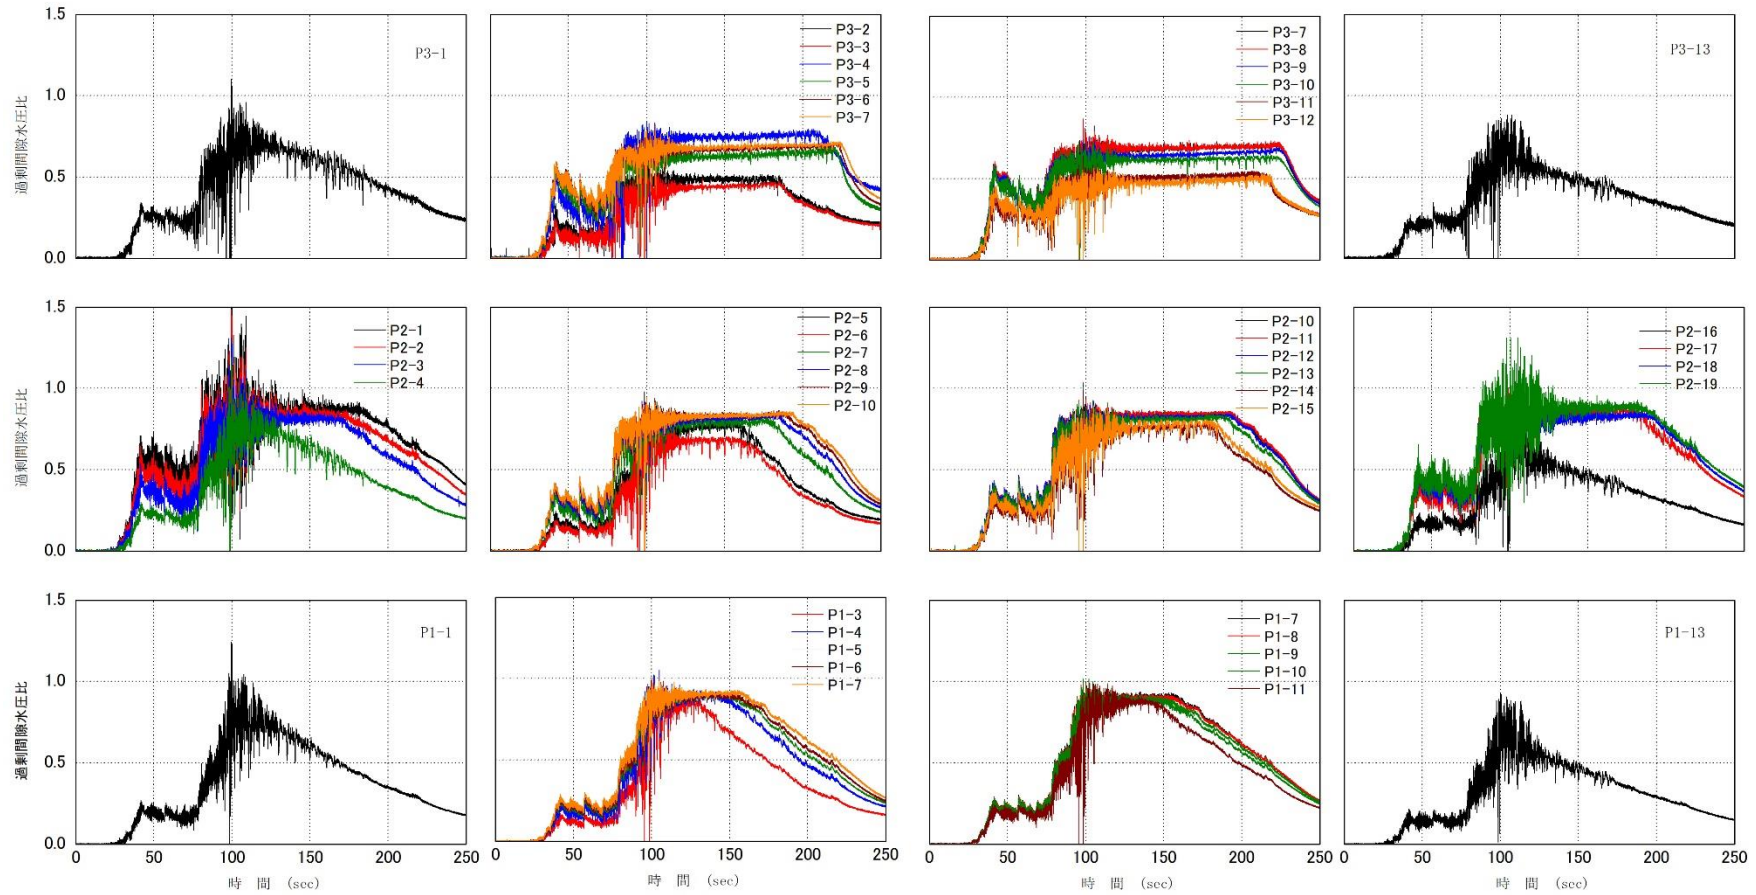 過剰間隙水圧比
1.5
1.0
0.5
0.0
P3-1
P3-2
P3-3
P3-4
P3-5
P3-6
P3-7
P3-7
P3-8
P3-9
P3-10
P3-11
P3-12
P3-13
過剰間隙水圧比
1.5
1.0
0.5
0.0
P2-1
P2-2
P2-3
P2-4
P2-5
P2-6
P2-7
P2-8
P2-9
P2-10
P2-10
P2-11
P2-12
P2-13
P2-14
P2-15
P2-16
P2-17
P2-18
P2-19
過剰間隙水圧比
1.5
1.0
0.5
0.0
P1-1
P1-3
P1-4
P1-5
P1-6
P1-7
P1-7
P1-8
P1-9
P1-10
P1-11
P1-13
0 50 100 150 200 250
時 間 (sec)
0 50 100 150 200 250
時 間 (sec)
0 50 100 150 200 250
時 間 (sec)
0 50 100 150 200 250
時 間 (sec)